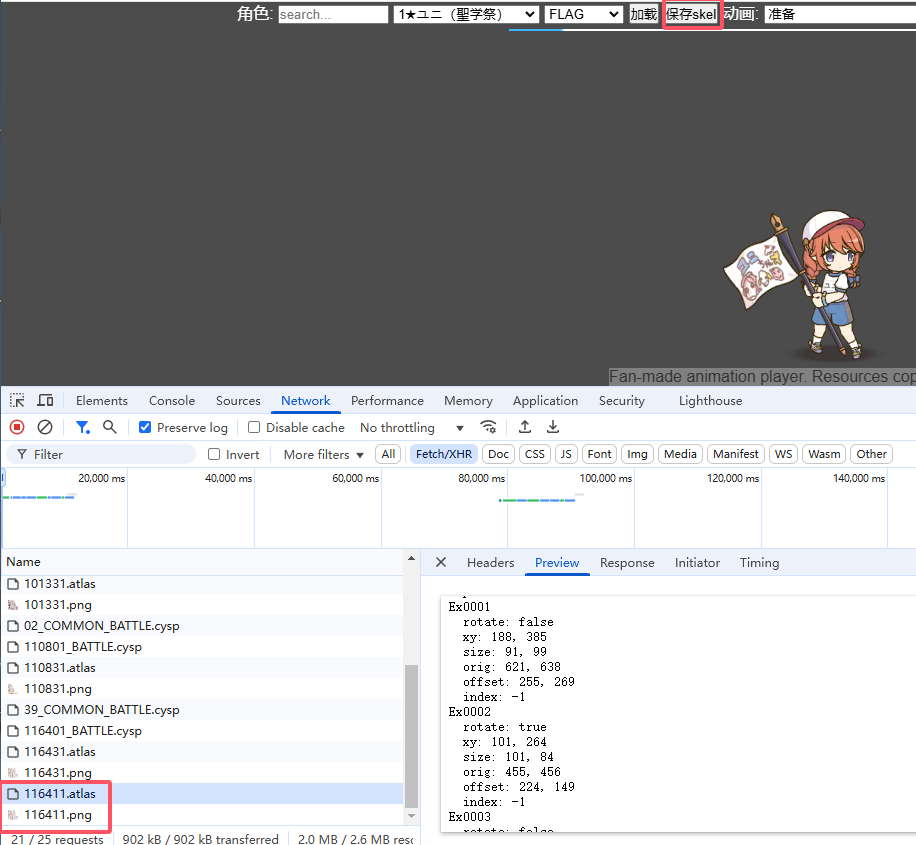 角色: search... 1★ユニ（聖学祭） FLAG 加载 保存skel 动画: 准备
Fan-made animation player. Resources cop
Elements Console Sources Network Performance Memory Application Security Lighthouse
Preserve log Disable cache No throttling
Filter Invert More filters All Fetch/XHR Doc CSS JS Font Img Media Manifest WS Wasm Other
20,000 ms 40,000 ms 60,000 ms 80,000 ms 100,000 ms 120,000 ms 140,000 ms
Name
101331.atlas
101331.png
02_COMMON_BATTLE.cysp
110801_BATTLE.cysp
110831.atlas
110831.png
39_COMMON_BATTLE.cysp
116401_BATTLE.cysp
116431.atlas
116431.png
116411.atlas
116411.png
21 / 25 requests 902 kB / 902 kB transferred 2.0 MB / 2.6 MB resc
Headers Preview Response Initiator Timing
Ex0001
rotate: false
xy: 188, 385
size: 91, 99
orig: 621, 638
offset: 255, 269
index: -1
Ex0002
rotate: true
xy: 101, 264
size: 101, 84
orig: 455, 456
offset: 224, 149
index: -1
Ex0003